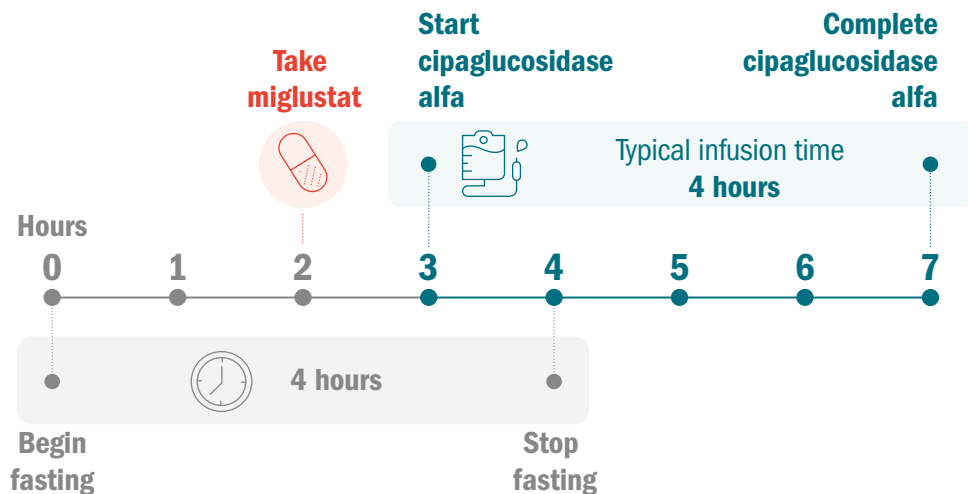 Start
cipaglucosidase
alfa
Complete
cipaglucosidase
alfa
Take
miglustat
Typical infusion time
4 hours
Hours
0 1 2 3 4 5 6 7
4 hours
Begin
fasting
Stop
fasting